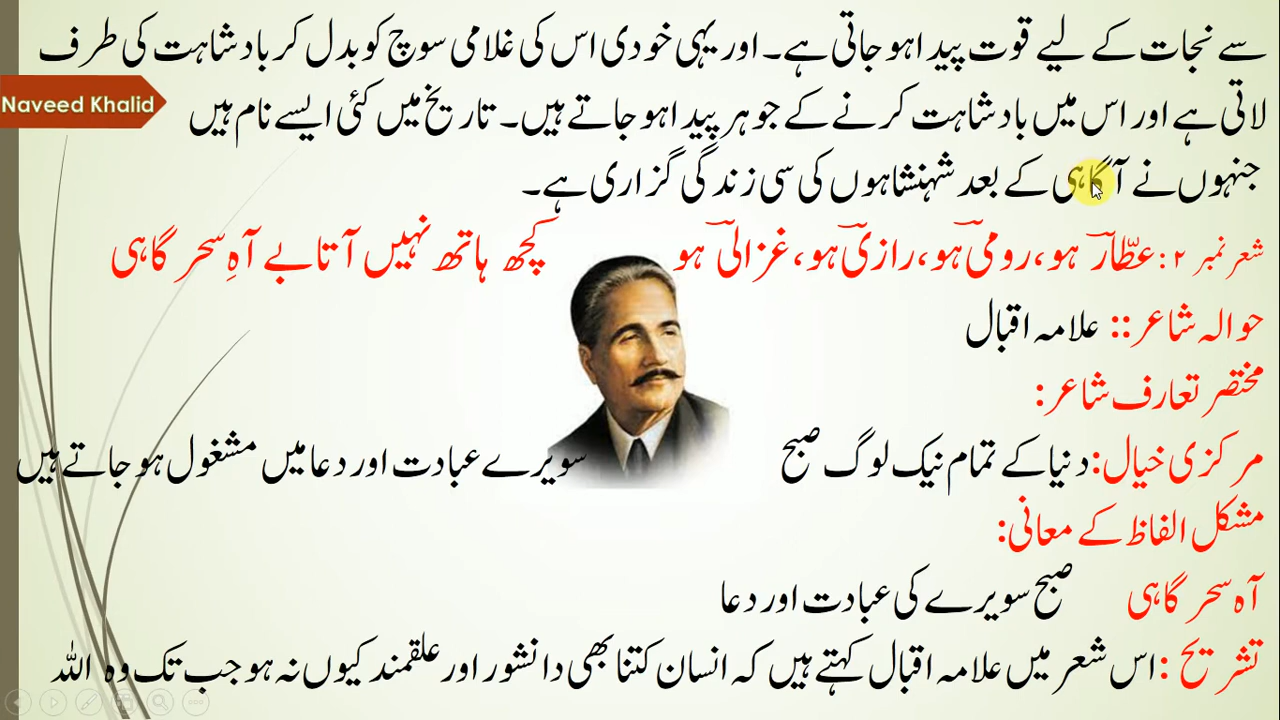 سے نجات کے لیے قوت پیدا ہو جاتی ہے۔ اور یہی خودی اس کی غلامی سوچ کو بدل کر بادشاہت کی طرف
Naveed Khalid
لاتی ہے اور اس میں بادشاہت کرنے کے جوہر پیدا ہو جاتے ہیں۔ تاریخ میں کئی ایسے نام ہیں
جنہوں نے آگاہی کے بعد شہنشاہوں کی سی زندگی گزاری ہے۔
شعر نمبر ۲ : عطّارؔ ہو، رومیؔ ہو، رازیؔ ہو، غزالیؔ ہو کچھ ہاتھ نہیں آتا بے آہِ سحر گاہی
حوالہ شاعر :: علامہ اقبال
مختصر تعارف شاعر:
مرکزی خیال: دنیا کے تمام نیک لوگ صبح سویرے عبادت اور دعا میں مشغول ہو جاتے ہیں
مشکل الفاظ کے معانی:
آہ سحر گاہی صبح سویرے کی عبادت اور دعا
تشریح : اس شعر میں علامہ اقبال کہتے ہیں کہ انسان کتنا بھی دانشور اور علقمند کیوں نہ ہو جب تک وہ اللہ